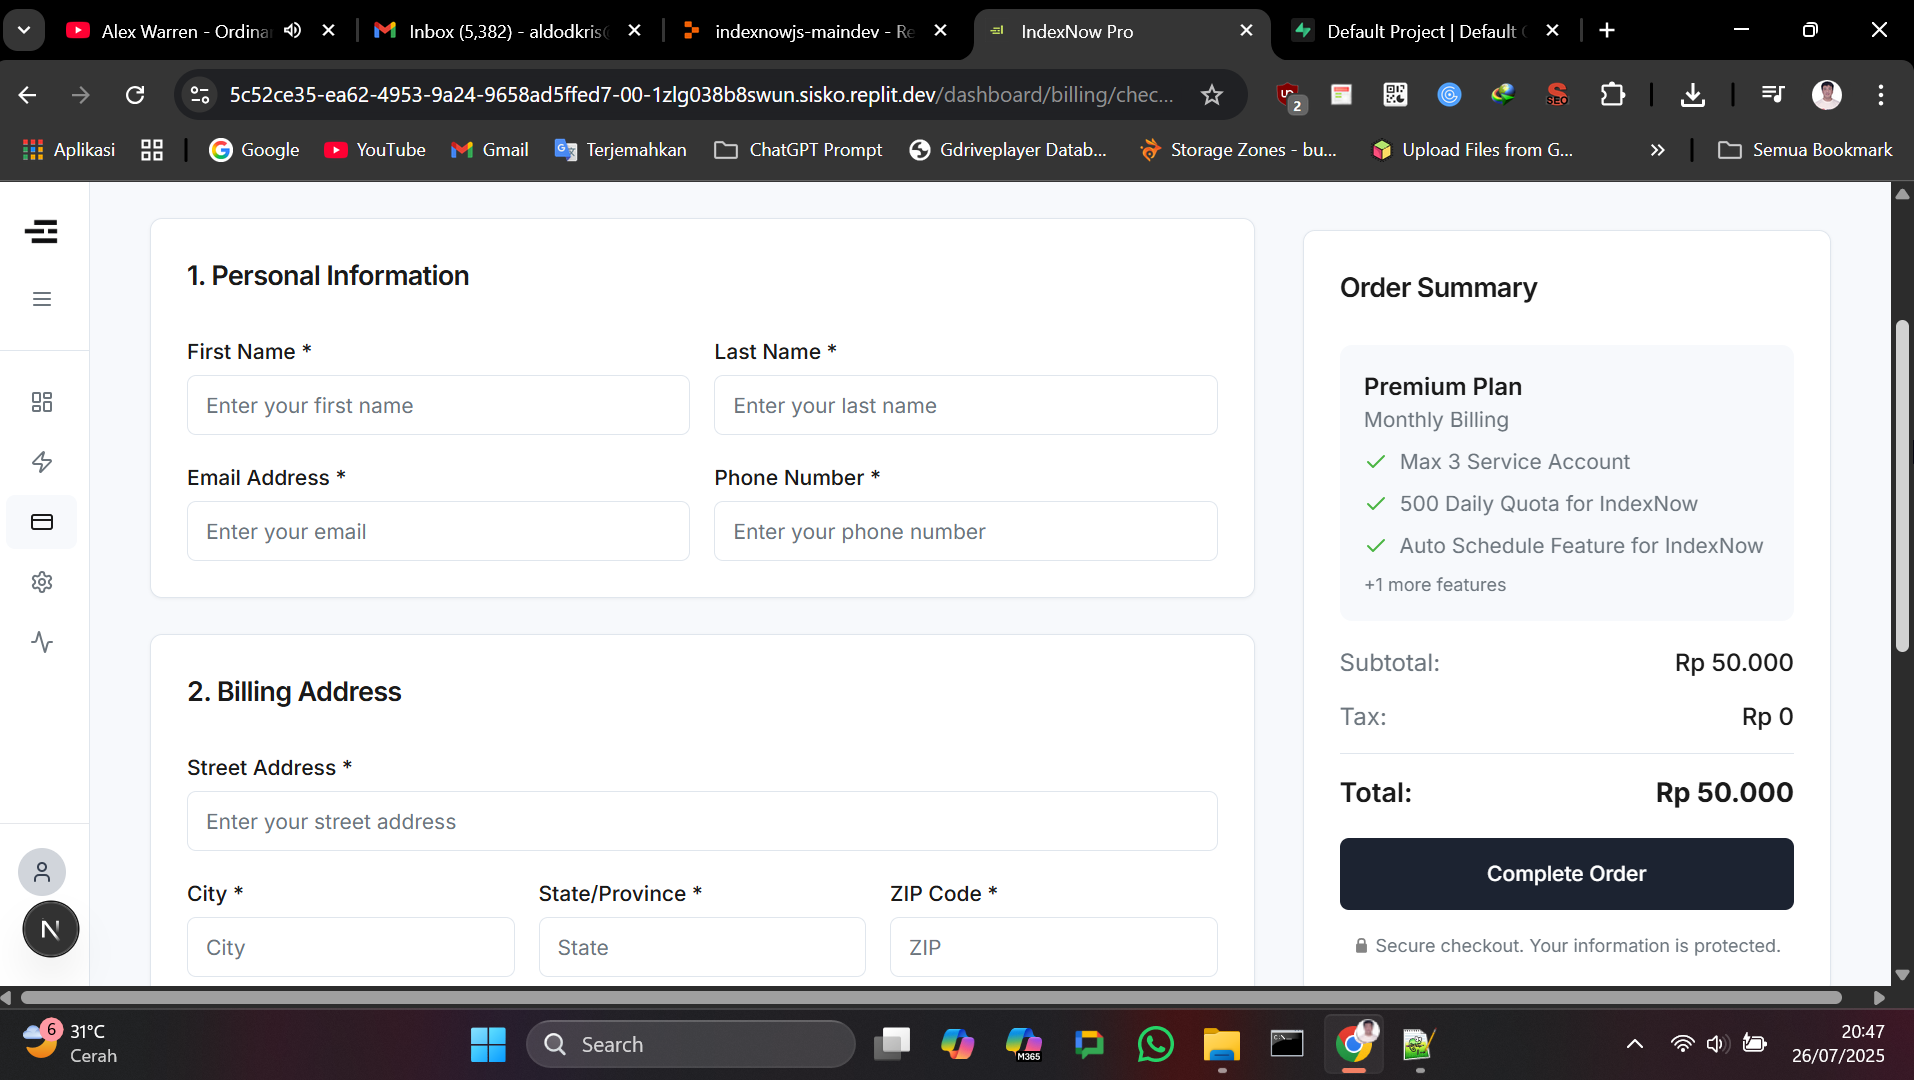 Alex Warren - Ordina
Inbox (5,382) - aldodkris@
indexnowjs-maindev - Re
IndexNow Pro
Default Project | Default
5c52ce35-ea62-4953-9a24-9658ad5ffed7-00-1zlg038b8swun.sisko.replit.dev/dashboard/billing/chec...
2
SEO
Aplikasi
Google
YouTube
Gmail
Terjemahkan
ChatGPT Prompt
Gdriveplayer Datab...
Storage Zones - bu...
Upload Files from G...
Semua Bookmark
1. Personal Information
First Name *
Last Name *
Enter your first name
Enter your last name
Email Address *
Phone Number *
Enter your email
Enter your phone number
2. Billing Address
Street Address *
Enter your street address
City *
State/Province *
ZIP Code *
City
State
ZIP
Order Summary
Premium Plan
Monthly Billing
Max 3 Service Account
500 Daily Quota for IndexNow
Auto Schedule Feature for IndexNow
+1 more features
Subtotal:
Rp 50.000
Tax:
Rp 0
Total:
Rp 50.000
Complete Order
Secure checkout. Your information is protected.
N
6
31°C
Cerah
Search
M365
20:47
26/07/2025